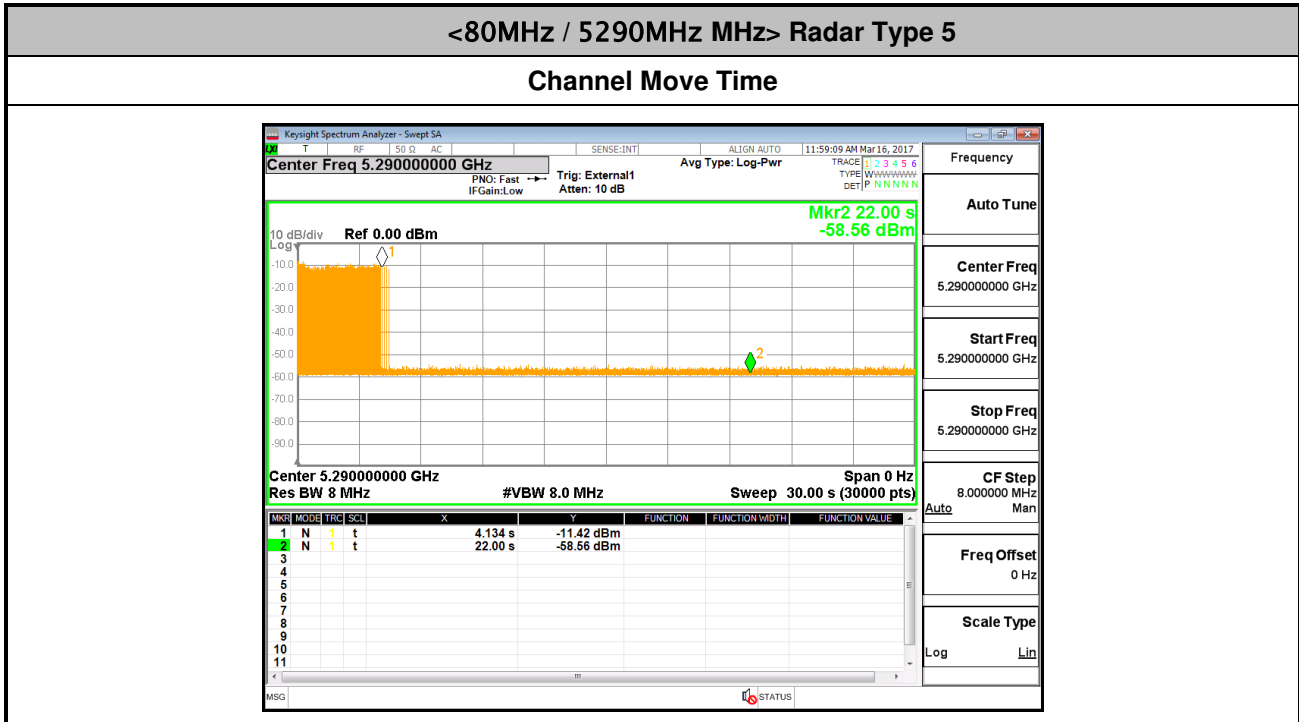 <80MHz / 5290MHz MHz> Radar Type 5
Channel Move Time
Keysight Spectrum Analyzer - Swept SA
LXI T RF 50 Ω AC SENSE:INT ALIGN AUTO 11:59:09 AM Mar 16, 2017
Center Freq 5.290000000 GHz
PNO: Fast
IFGain:Low
Trig: External1
Atten: 10 dB
Avg Type: Log-Pwr
TRACE 1 2 3 4 5 6
TYPE WWWWWW
DET P N N N N N
Mkr2 22.00 s
-58.56 dBm
10 dB/div Ref 0.00 dBm
Log
1
-10.0
-20.0
-30.0
-40.0
-50.0
2
-60.0
-70.0
-80.0
-90.0
Center 5.290000000 GHz Span 0 Hz
Res BW 8 MHz #VBW 8.0 MHz Sweep 30.00 s (30000 pts)
MKR MODE TRC SCL X Y FUNCTION FUNCTION WIDTH FUNCTION VALUE
1 N 1 t 4.134 s -11.42 dBm
2 N 1 t 22.00 s -58.56 dBm
3
4
5
6
7
8
9
10
11
MSG STATUS
Frequency
Auto Tune
Center Freq
5.290000000 GHz
Start Freq
5.290000000 GHz
Stop Freq
5.290000000 GHz
CF Step
8.000000 MHz
Auto Man
Freq Offset
0 Hz
Scale Type
Log Lin